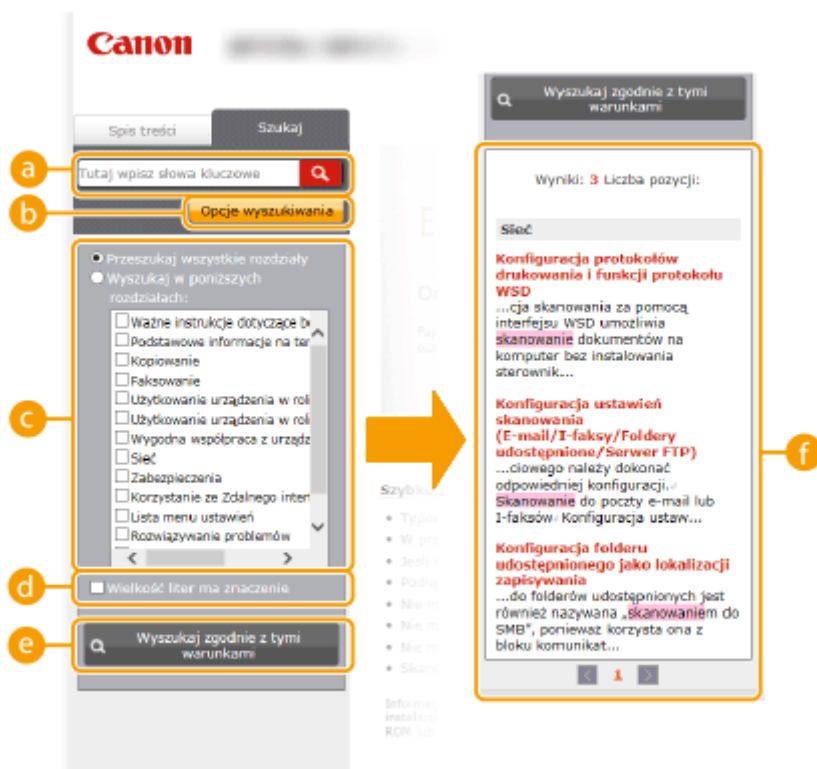 Canon
Spis treści
Szukaj
a
Tutaj wpisz słowa kluczowe
b
Opcje wyszukiwania
c
Przeszukaj wszystkie rozdziały
Wyszukaj w poniższych
rozdziałach:
Ważne instrukcje dotyczące b
Podstawowe informacje na te
Kopiowanie
Faksowanie
Użytkowanie urządzenia w roli
Użytkowanie urządzenia w roli
Wygodna współpraca z urządz
Sieć
Zabezpieczenia
Korzystanie ze Zdalnego inter
Lista menu ustawień
Rozwiązywanie problemów
d
Wielkość liter ma znaczenie
e
Wyszukaj zgodnie z tymi
warunkami
Szybk
Wyszukaj zgodnie z tymi
warunkami
f
Wyniki: 3 Liczba pozycji:
Sieć
Konfiguracja protokołów
drukowania i funkcji protokołu
WSD
...cja skanowania za pomocą
interfejsu WSD umożliwia
skanowanie dokumentów na
komputer bez instalowania
sterownik...
Konfiguracja ustawień
skanowania
(E-mail/I-faksy/Foldery
udostępnione/Serwer FTP)
...ciowego należy dokonać
odpowiedniej konfiguracji.
Skanowanie do poczty e-mail lub
I-faksów Konfiguracja ustaw...
Konfiguracja folderu
udostępnionego jako lokalizacji
zapisywania
...do folderów udostępnionych jest
również nazywana „skanowaniem do
SMB”, ponieważ korzysta ona z
bloku komunikat...
1